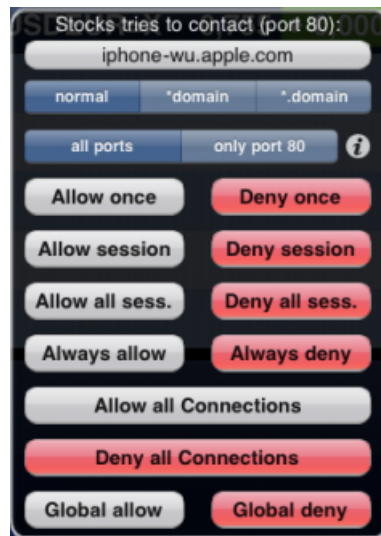 Stocks tries to contact (port 80):
iphone-wu.apple.com
normal *domain *.domain
all ports only port 80 i
Allow once Deny once
Allow session Deny session
Allow all sess. Deny all sess.
Always allow Always deny
Allow all Connections
Deny all Connections
Global allow Global deny